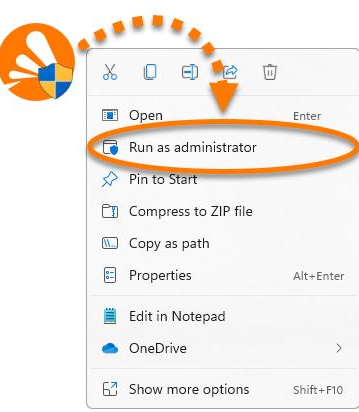 Open Enter
Run as administrator
Pin to Start
Compress to ZIP file
Copy as path
Properties Alt+Enter
Edit in Notepad
OneDrive
Show more options Shift+F10